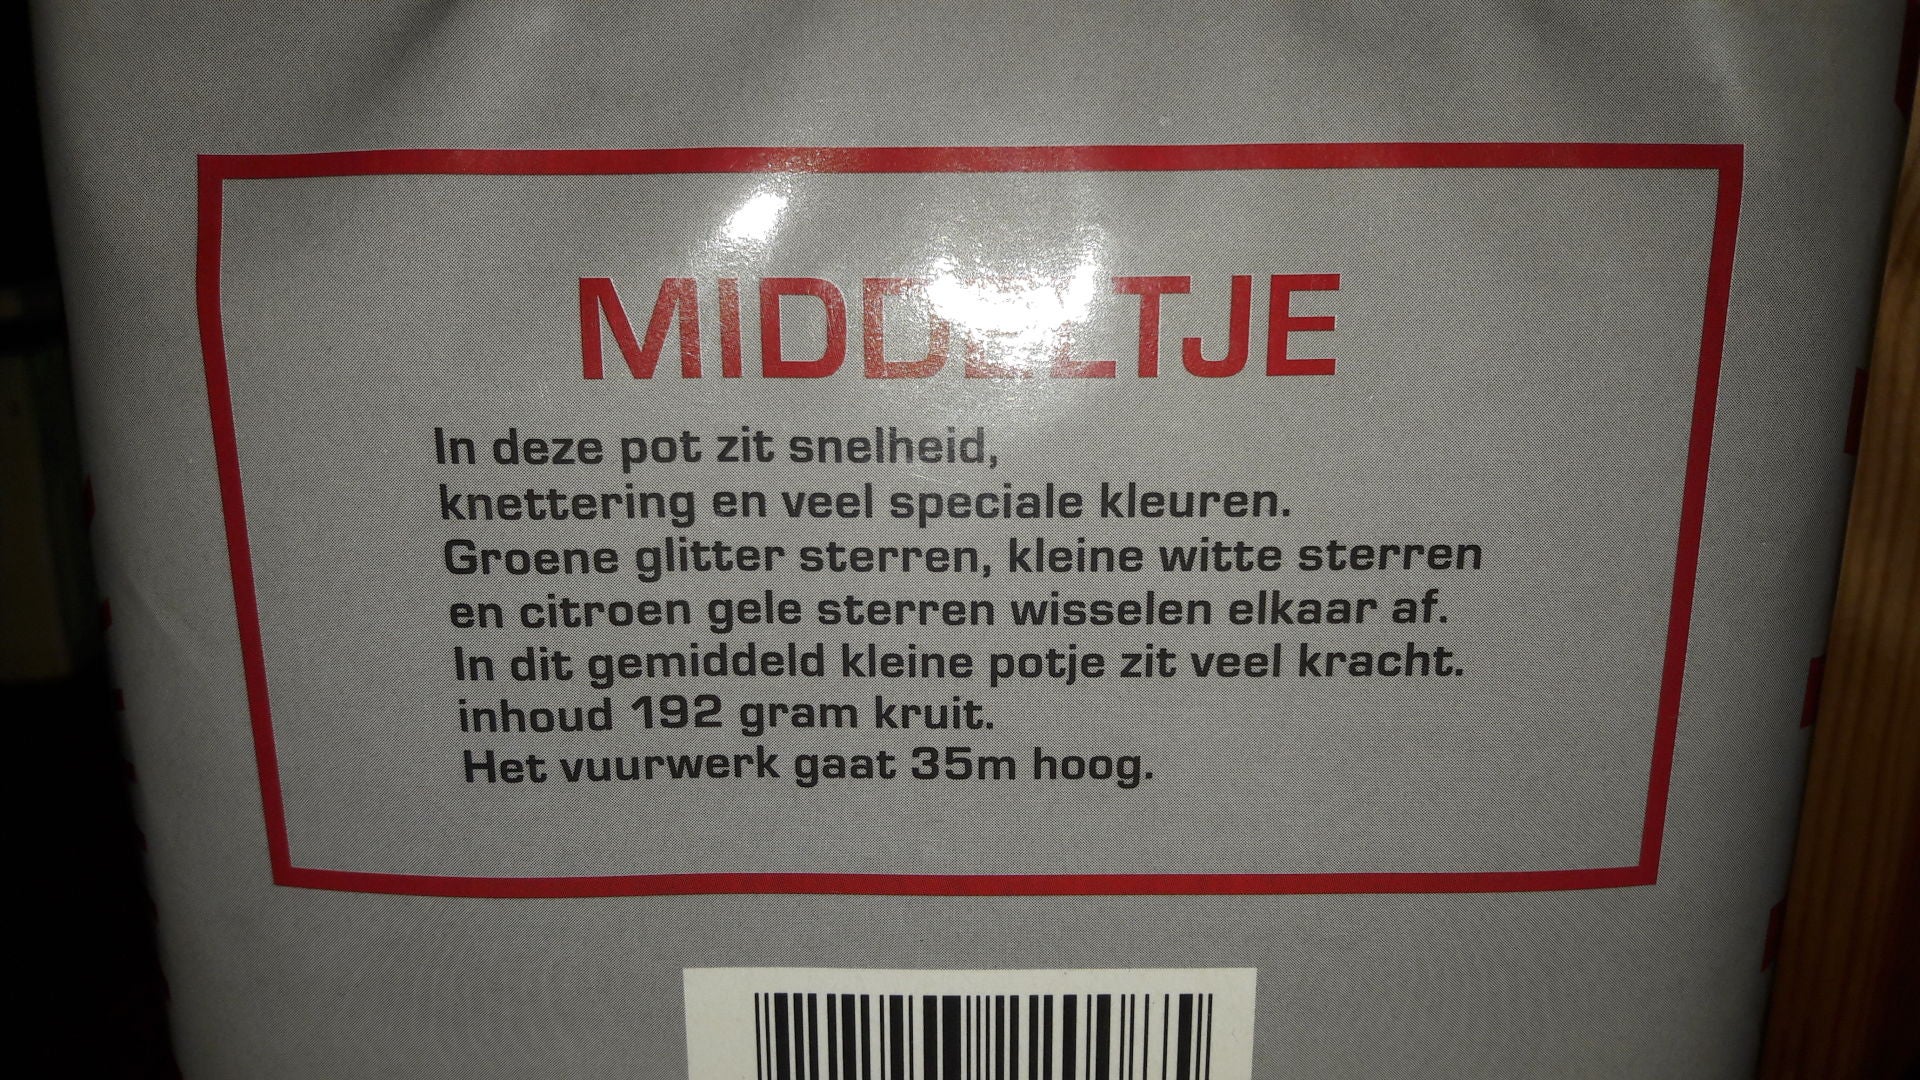 MIDDELTJE
In deze pot zit snelheid,
knettering en veel speciale kleuren.
Groene glitter sterren, kleine witte sterren
en citroen gele sterren wisselen elkaar af.
In dit gemiddeld kleine potje zit veel kracht.
inhoud 192 gram kruit.
Het vuurwerk gaat 35m hoog.